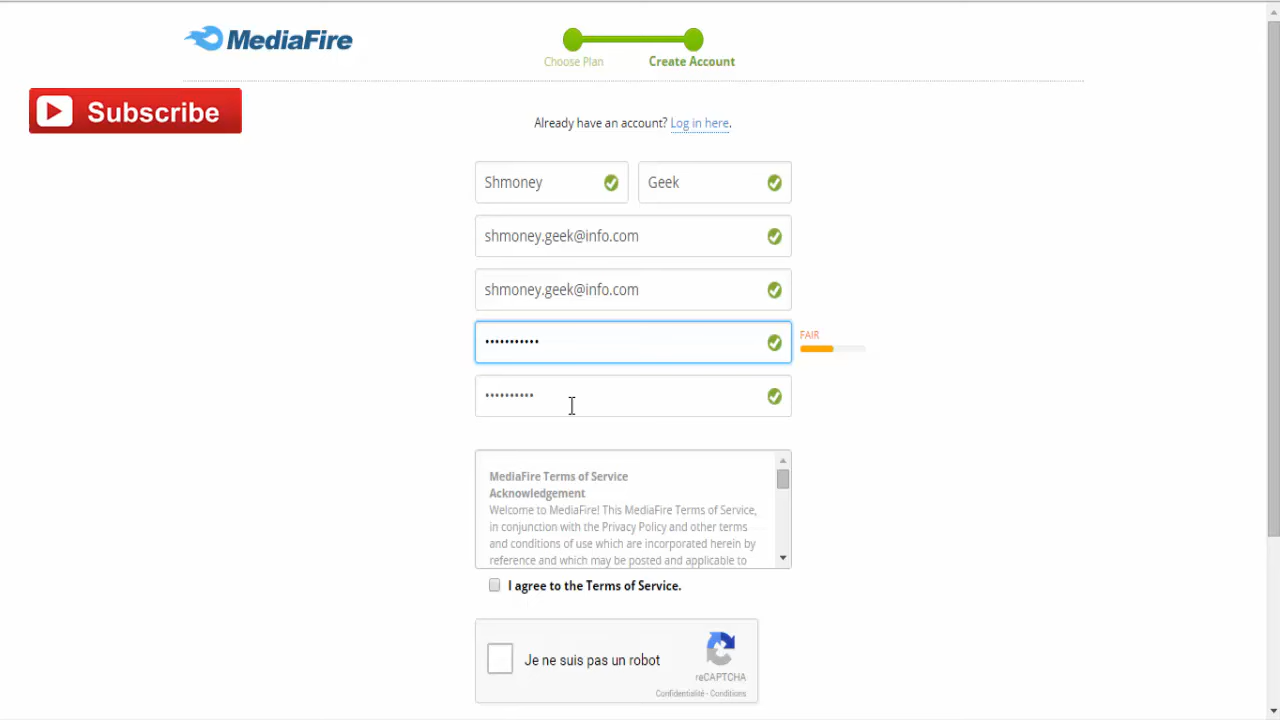 MediaFire
Choose Plan
Create Account
Subscribe
Already have an account? Log in here.
Shmoney
Geek
shmoney.geek@info.com
shmoney.geek@info.com
•••••••••••
FAIR
••••••••••
MediaFire Terms of Service
Acknowledgement
Welcome to MediaFire! This MediaFire Terms of Service,
in conjunction with the Privacy Policy and other terms
and conditions of use which are incorporated herein by
reference and which may be posted and applicable to
I agree to the Terms of Service.
Je ne suis pas un robot
reCAPTCHA
Confidentialité - Conditions